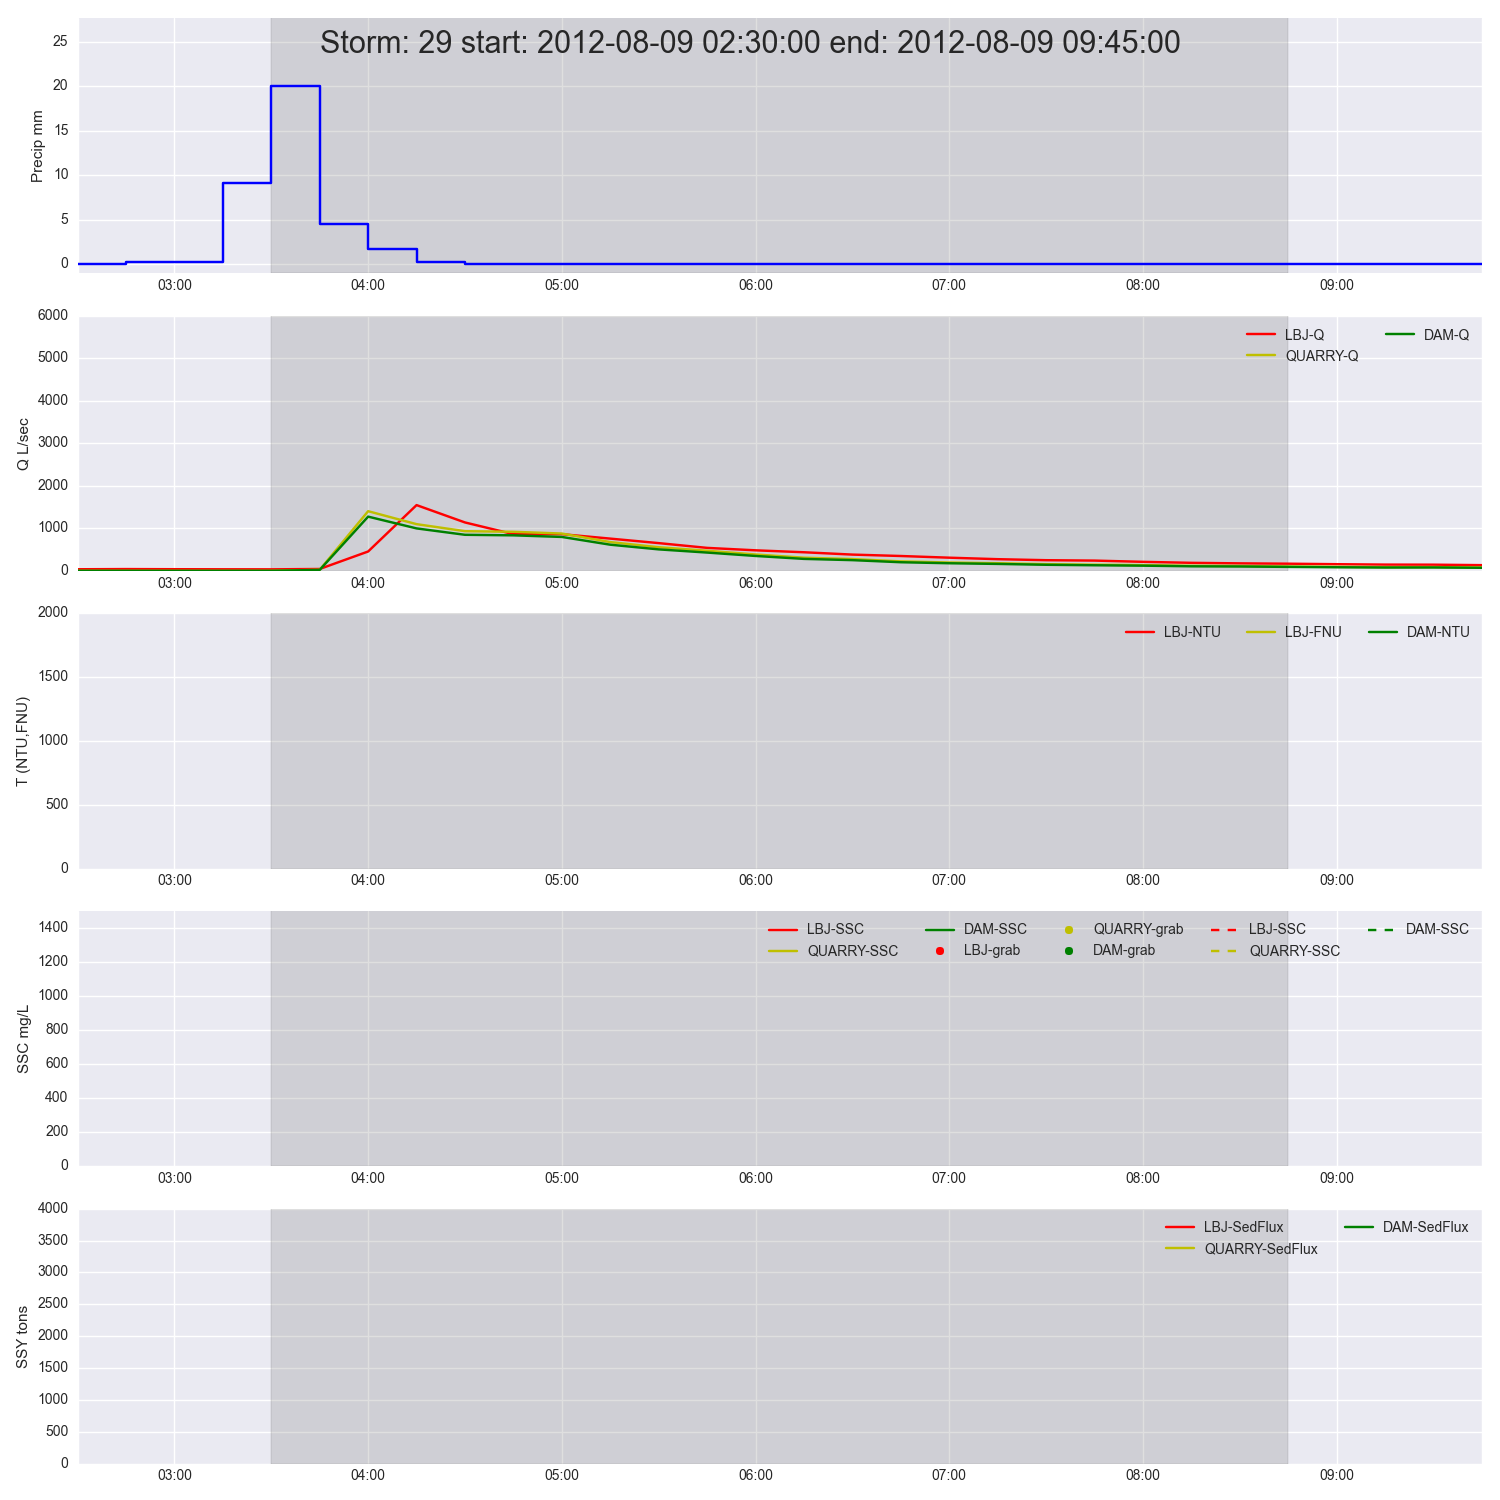 Storm: 29 start: 2012-08-09 02:30:00 end: 2012-08-09 09:45:00
Precip mm
25
20
15
10
5
0
03:00 04:00 05:00 06:00 07:00 08:00 09:00
Q L/sec
6000
5000
4000
3000
2000
1000
0
LBJ-Q DAM-Q
QUARRY-Q
03:00 04:00 05:00 06:00 07:00 08:00 09:00
T (NTU,FNU)
2000
1500
1000
500
0
LBJ-NTU LBJ-FNU DAM-NTU
03:00 04:00 05:00 06:00 07:00 08:00 09:00
SSC mg/L
1400
1200
1000
800
600
400
200
0
LBJ-SSC DAM-SSC QUARRY-grab LBJ-SSC DAM-SSC
QUARRY-SSC LBJ-grab DAM-grab QUARRY-SSC
03:00 04:00 05:00 06:00 07:00 08:00 09:00
SSY tons
4000
3500
3000
2500
2000
1500
1000
500
0
LBJ-SedFlux DAM-SedFlux
QUARRY-SedFlux
03:00 04:00 05:00 06:00 07:00 08:00 09:00